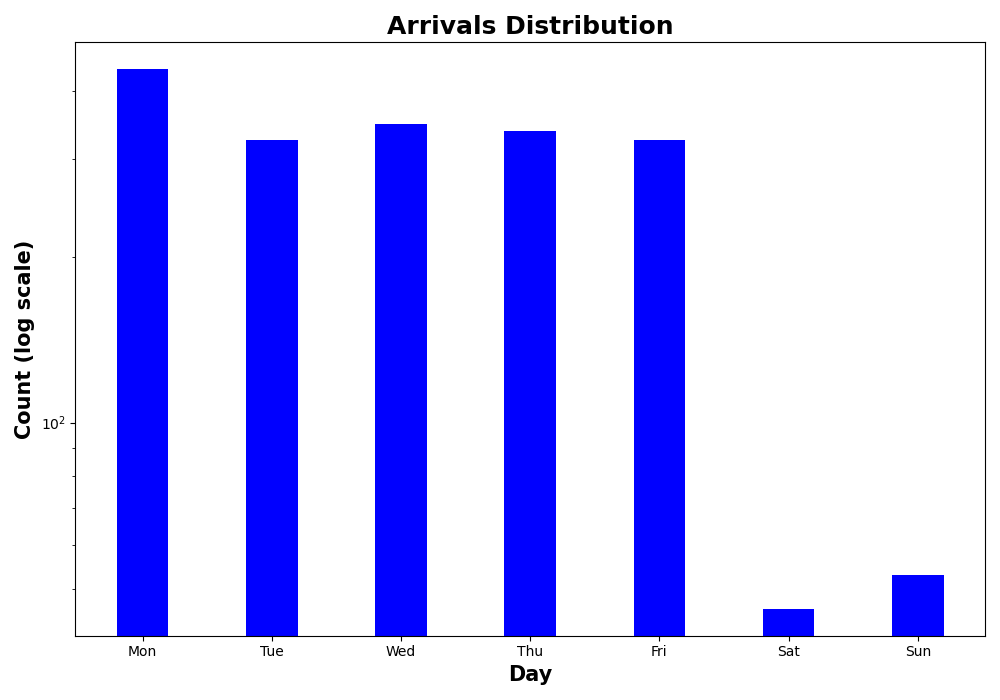 Arrivals Distribution
Count (log scale)
10²
Mon Tue Wed Thu Fri Sat Sun
Day